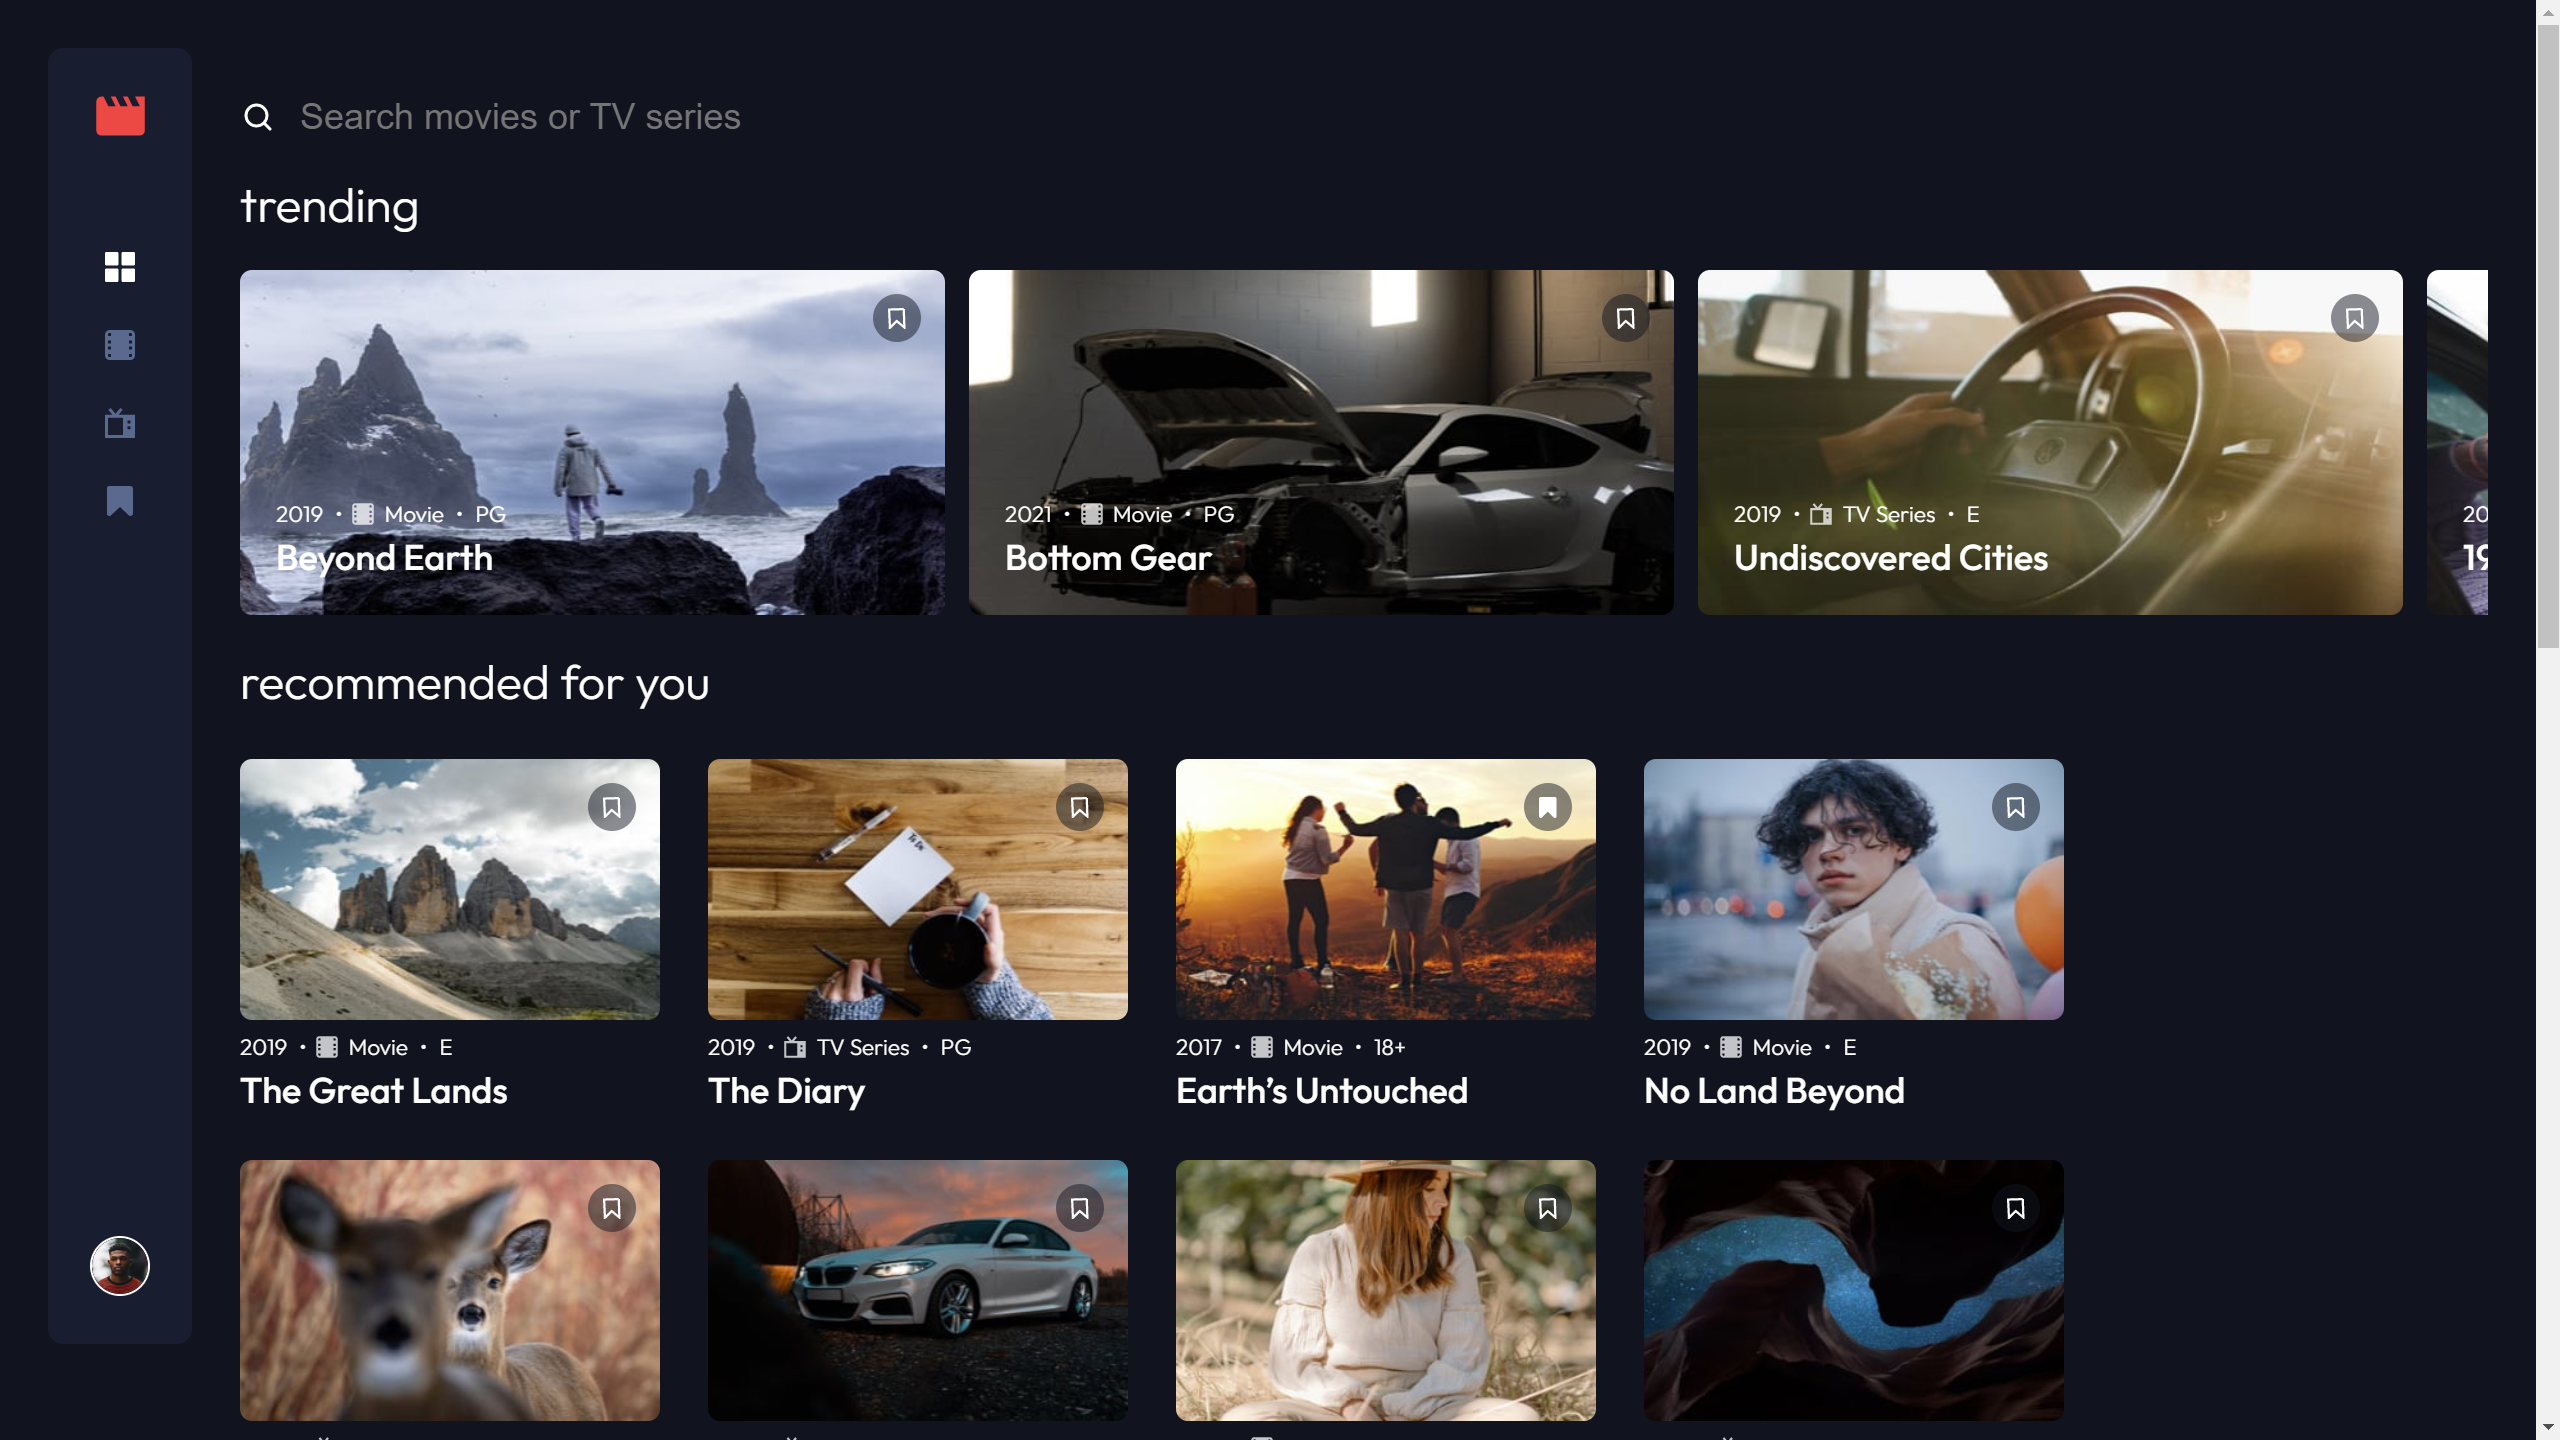 Search movies or TV series
trending
2019 • Movie • PG
Beyond Earth
2021 • Movie • PG
Bottom Gear
2019 • TV Series • E
Undiscovered Cities
20
19
recommended for you
To Do
2019 • Movie • E
The Great Lands
2019 • TV Series • PG
The Diary
2017 • Movie • 18+
Earth’s Untouched
2019 • Movie • E
No Land Beyond